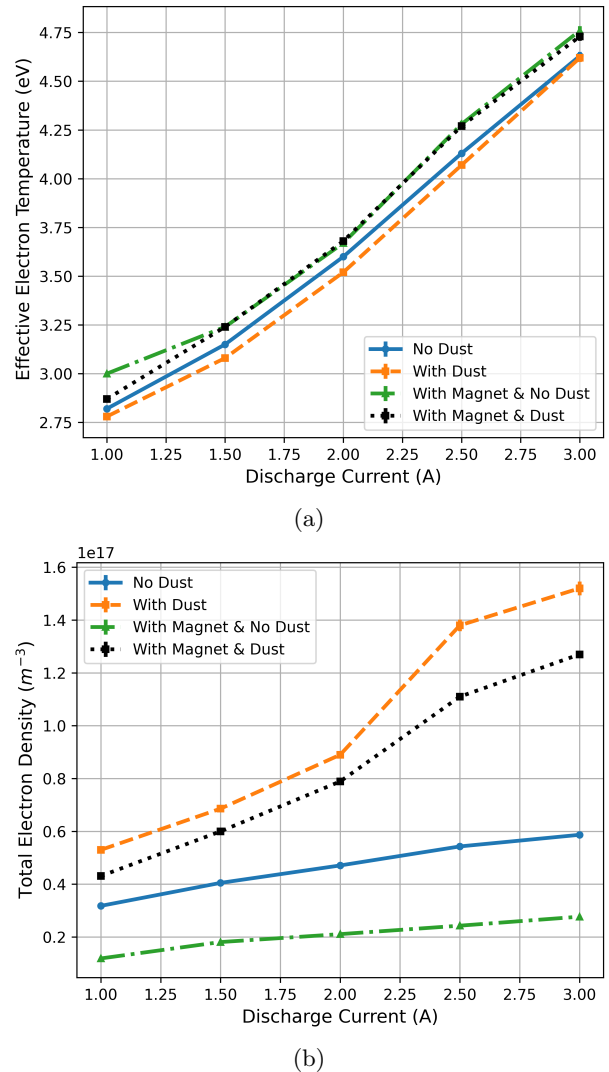 4.75
4.50
4.25
4.00
3.75
3.50
3.25
3.00
2.75
Effective Electron Temperature (eV)
No Dust
With Dust
With Magnet & No Dust
With Magnet & Dust
1.00 1.25 1.50 1.75 2.00 2.25 2.50 2.75 3.00
Discharge Current (A)
(a)
1e17
1.6
1.4
1.2
1.0
0.8
0.6
0.4
0.2
Total Electron Density (m⁻³)
No Dust
With Dust
With Magnet & No Dust
With Magnet & Dust
1.00 1.25 1.50 1.75 2.00 2.25 2.50 2.75 3.00
Discharge Current (A)
(b)